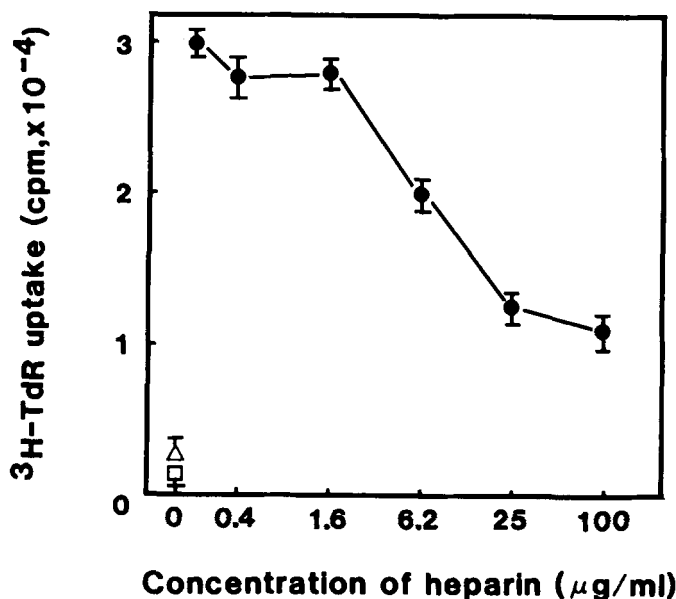 ³H-TdR uptake (cpm,x10⁻⁴)
3
2
1
0
0 0.4 1.6 6.2 25 100
Concentration of heparin (μg/ml)